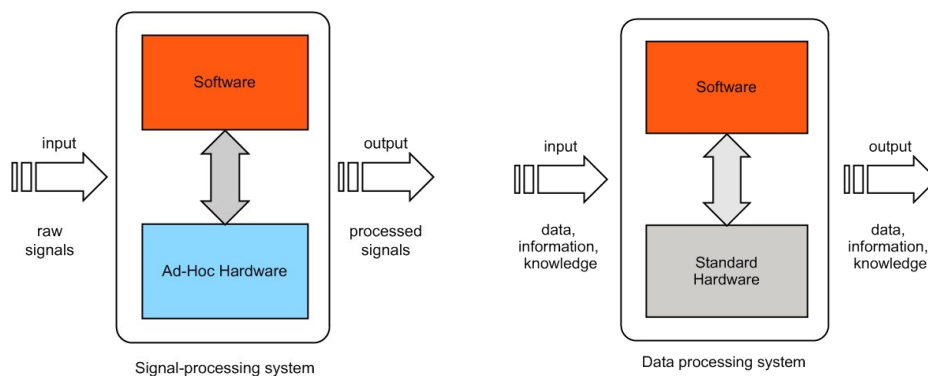 Software
input
output
raw
signals
processed
signals
Ad-Hoc Hardware
Signal-processing system
Software
input
output
data,
information,
knowledge
data,
information,
knowledge
Standard
Hardware
Data processing system